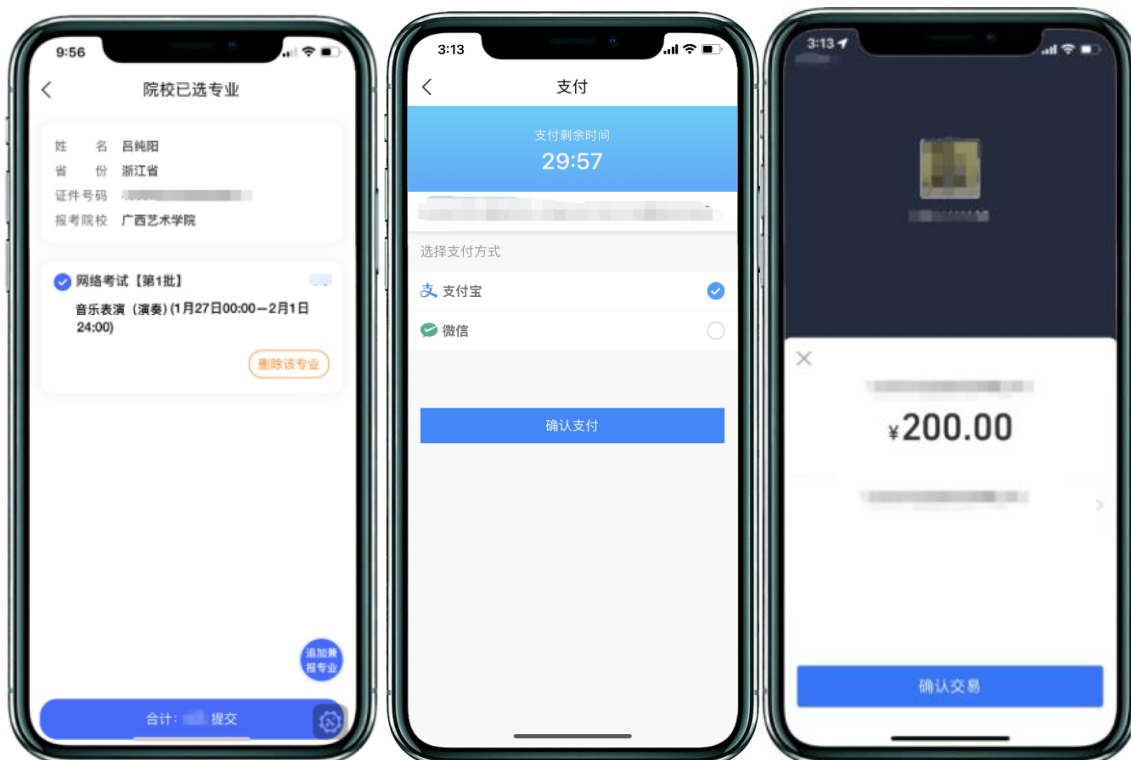 9:56
院校已选专业
姓 名 吕纯阳
省 份 浙江省
证件号码
报考院校 广西艺术学院
网络考试【第1批】
音乐表演（演奏）(1月27日00:00—2月1日
24:00)
删除该专业
追加兼
报专业
合计: 提交
3:13
支付
支付剩余时间
29:57
选择支付方式
支付宝
微信
确认支付
3:13
¥200.00
确认交易